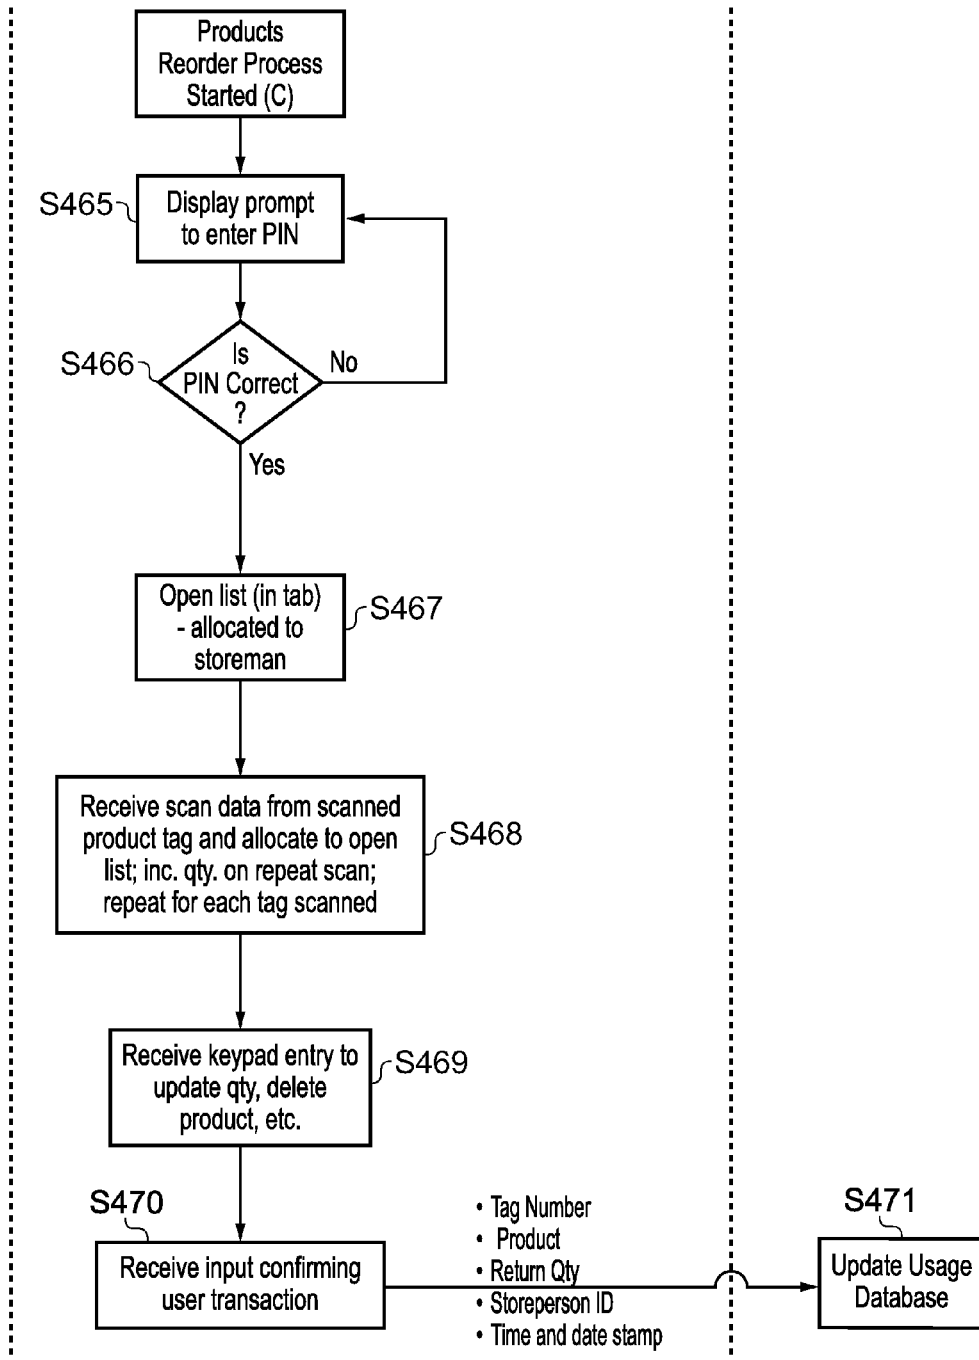 Products
Reorder Process
Started (C)
S465
Display prompt
to enter PIN
S466
Is
PIN Correct
?
No
Yes
Open list (in tab)
- allocated to
storeman
S467
Receive scan data from scanned
product tag and allocate to open
list; inc. qty. on repeat scan;
repeat for each tag scanned
S468
Receive keypad entry to
update qty, delete
product, etc.
S469
S470
Receive input confirming
user transaction
• Tag Number
• Product
• Return Qty
• Storeperson ID
• Time and date stamp
S471
Update Usage
Database